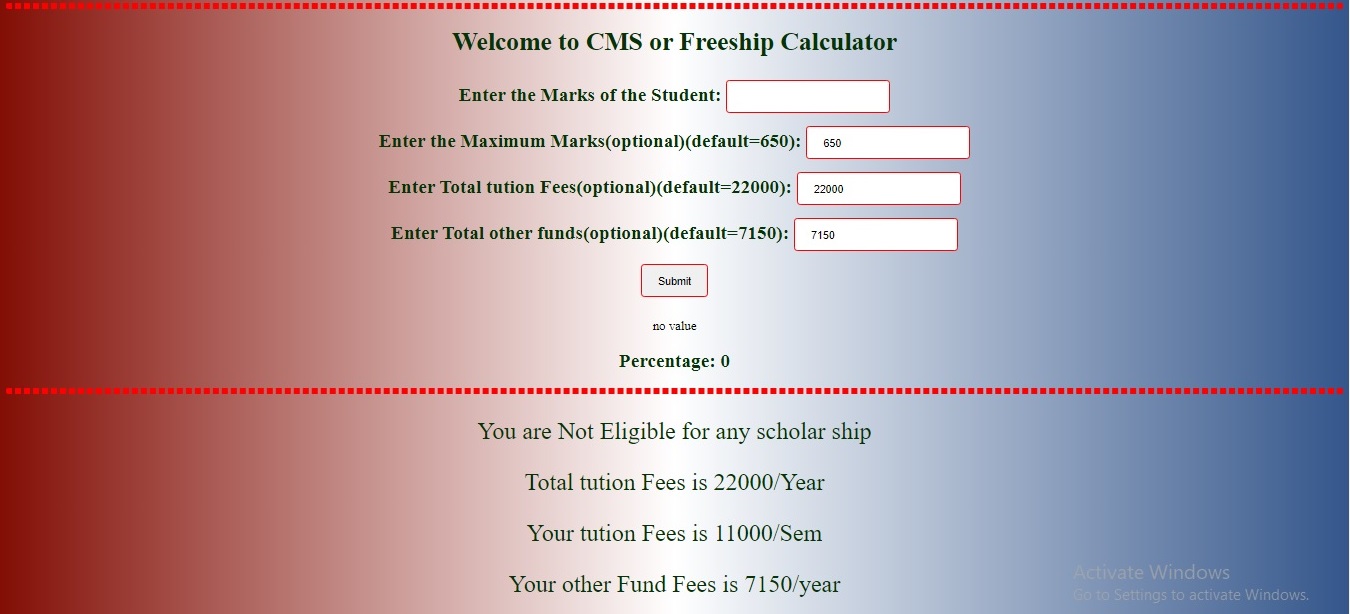 Welcome to CMS or Freeship Calculator
Enter the Marks of the Student:
Enter the Maximum Marks(optional)(default=650): 650
Enter Total tution Fees(optional)(default=22000): 22000
Enter Total other funds(optional)(default=7150): 7150
Submit
no value
Percentage: 0
You are Not Eligible for any scholar ship
Total tution Fees is 22000/Year
Your tution Fees is 11000/Sem
Your other Fund Fees is 7150/year
Activate Windows
Go to Settings to activate Windows.